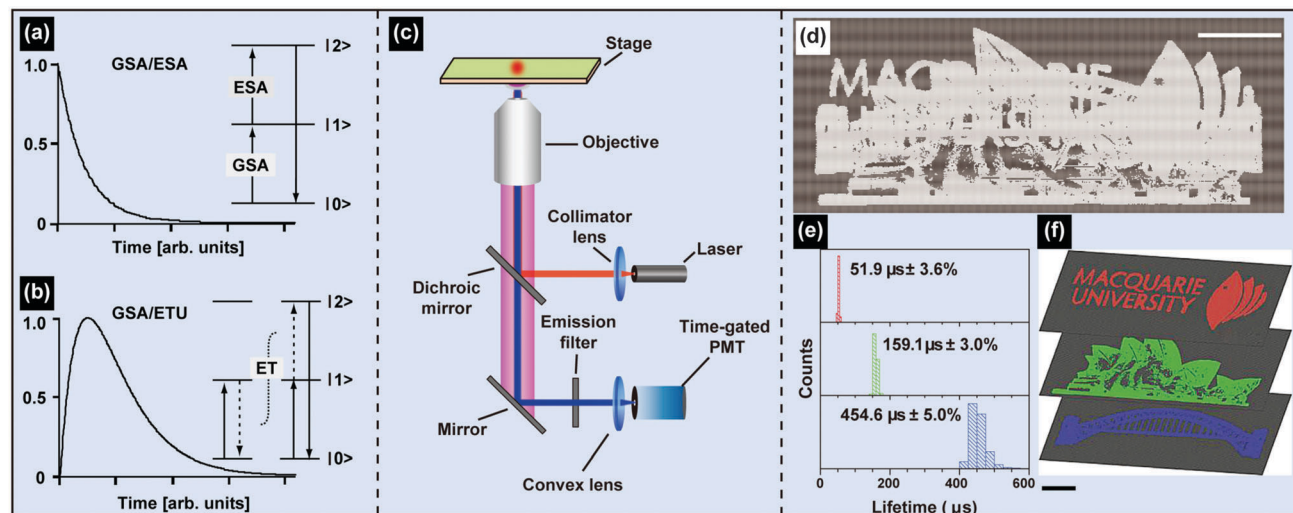 (a)
GSA/ESA
|2>
1.0
ESA
|1>
0.5
GSA
|0>
0
Time [arb. units]
(b)
GSA/ETU
|2>
1.0
ET
|1>
0.5
|0>
0
Time [arb. units]
(c)
Stage
Objective
Collimator
lens
Laser
Dichroic
mirror
Emission
filter
Time-gated
PMT
Mirror
Convex lens
(d)
(e)
51.9 µs± 3.6%
159.1 µs± 3.0%
454.6 µs± 5.0%
Counts
0 200 400 600
Lifetime ( µs)
(f)
MACQUARIE
UNIVERSITY